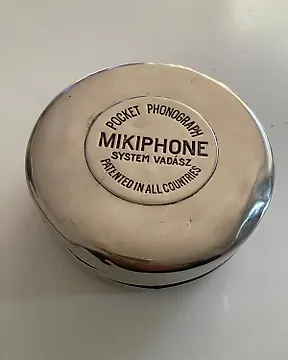 POCKET PHONOGRAPH
MIKIPHONE
SYSTEM VADÁSZ
PATENTED IN ALL COUNTRIES